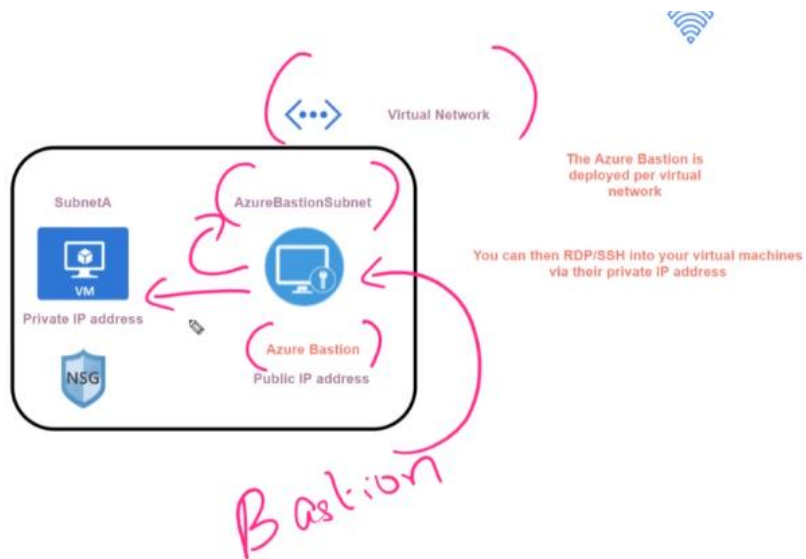 Virtual Network
The Azure Bastion is
deployed per virtual
network
SubnetA
AzureBastionSubnet
You can then RDP/SSH into your virtual machines
via their private IP address
VM
Private IP address
Azure Bastion
Public IP address
NSG
Bastion